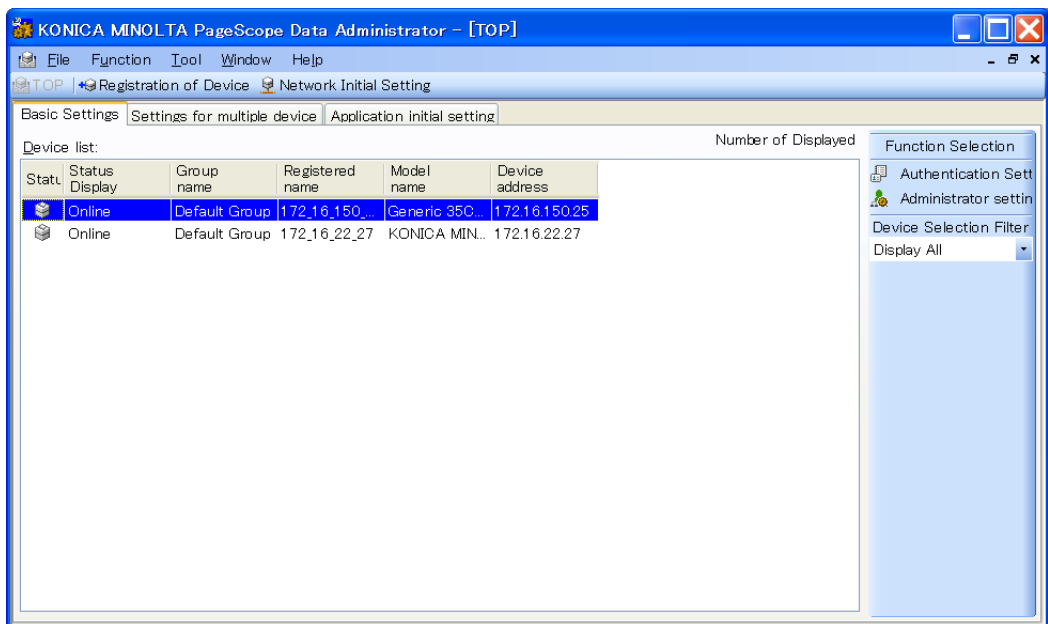 KONICA MINOLTA PageScope Data Administrator - [TOP]
File Function Tool Window Help
TOP Registration of Device Network Initial Setting
Basic Settings Settings for multiple device Application initial setting
Device list: Number of Displayed
Statu Status Display Group name Registered name Model name Device address
Online Default Group 172_16_150_... Generic 35C... 172.16.150.25
Online Default Group 172_16_22_27 KONICA MIN... 172.16.22.27
Function Selection
Authentication Sett
Administrator settin
Device Selection Filter
Display All